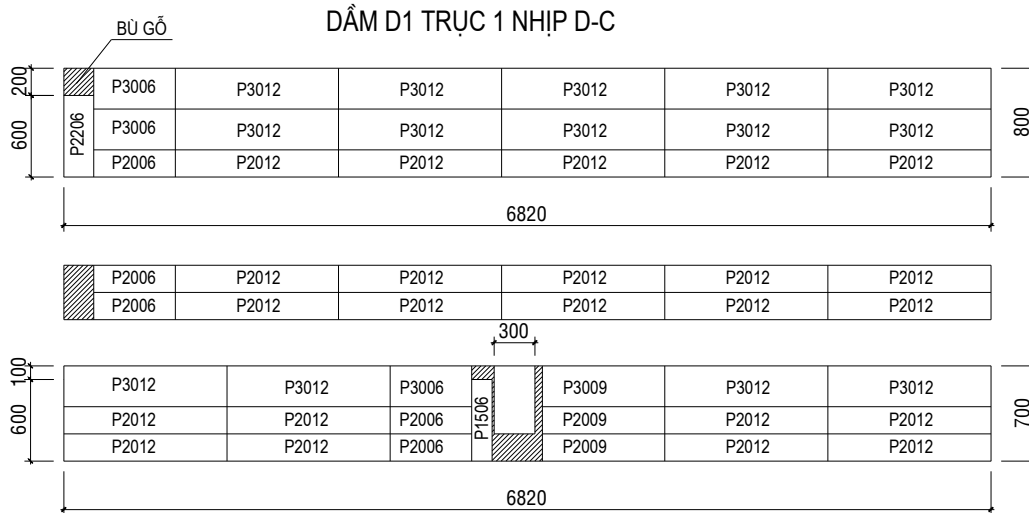 DẦM D1 TRỤC 1 NHỊP D-C
BÙ GỖ
200 P3006 P3012 P3012 P3012 P3012 P3012
600 P2206 P3006 P3012 P3012 P3012 P3012 P3012 800
P2006 P2012 P2012 P2012 P2012 P2012
6820
P2006 P2012 P2012 P2012 P2012 P2012
P2006 P2012 P2012 P2012 P2012 P2012
300
100 P3012 P3012 P3006 P3009 P3012 P3012
600 P2012 P2012 P2006 P1506 P2009 P2012 P2012 700
P2012 P2012 P2006 P2009 P2012 P2012
6820